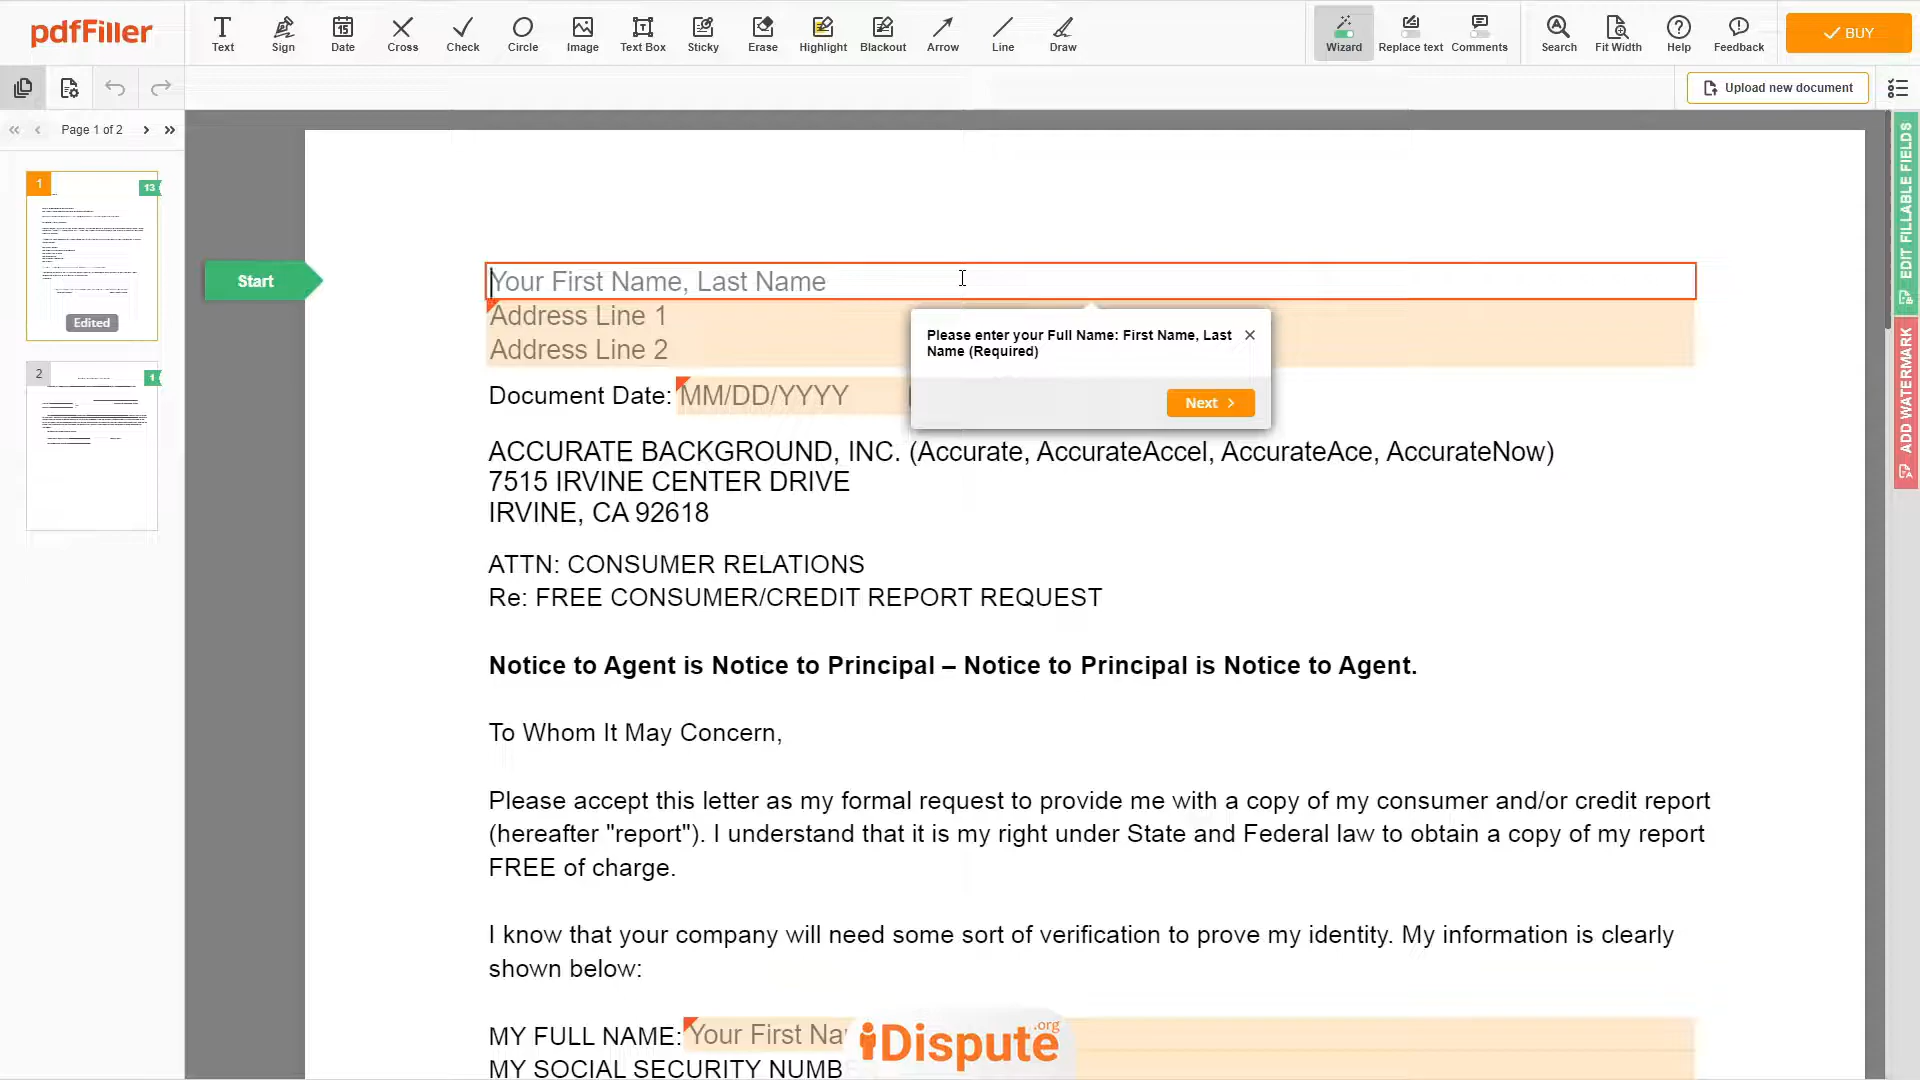 pdfFiller
Text
Sign
15
Date
Cross
Check
Circle
Image
Text Box
Sticky
Erase
Highlight
Blackout
Arrow
Line
Draw
Wizard
Replace text
Comments
Search
Fit Width
Help
Feedback
BUY
Upload new document
Page 1 of 2
1
13
Edited
2
1
EDIT FILLABLE FIELDS
ADD WATERMARK
Start
Your First Name, Last Name
Address Line 1
Address Line 2
Please enter your Full Name: First Name, Last
Name (Required)
Next
Document Date: MM/DD/YYYY
ACCURATE BACKGROUND, INC. (Accurate, AccurateAccel, AccurateAce, AccurateNow)
7515 IRVINE CENTER DRIVE
IRVINE, CA 92618
ATTN: CONSUMER RELATIONS
Re: FREE CONSUMER/CREDIT REPORT REQUEST
Notice to Agent is Notice to Principal – Notice to Principal is Notice to Agent.
To Whom It May Concern,
Please accept this letter as my formal request to provide me with a copy of my consumer and/or credit report
(hereafter "report"). I understand that it is my right under State and Federal law to obtain a copy of my report
FREE of charge.
I know that your company will need some sort of verification to prove my identity. My information is clearly
shown below:
MY FULL NAME: Your First Na
MY SOCIAL SECURITY NUMB
iDispute.org